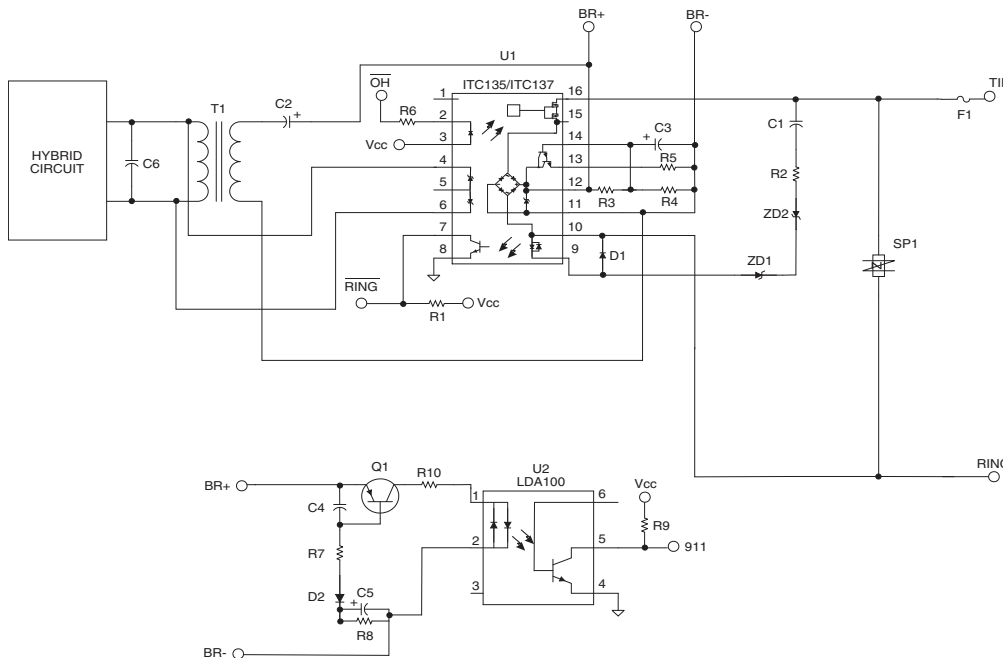 BR+
BR-
U1
ITC135/ITC137
OH
T1
C2
+
R6
1
2
3
4
5
6
7
8
16
15
14
13
12
11
10
9
Vcc
HYBRID
CIRCUIT
C6
+
C3
R5
R3
R4
D1
C1
R2
ZD2
ZD1
SP1
F1
TIP
RING
R1
Vcc
RING
Q1
R10
U2
LDA100
BR+
C4
R7
D2
+
C5
R8
BR-
1
2
3
6
5
4
Vcc
R9
911